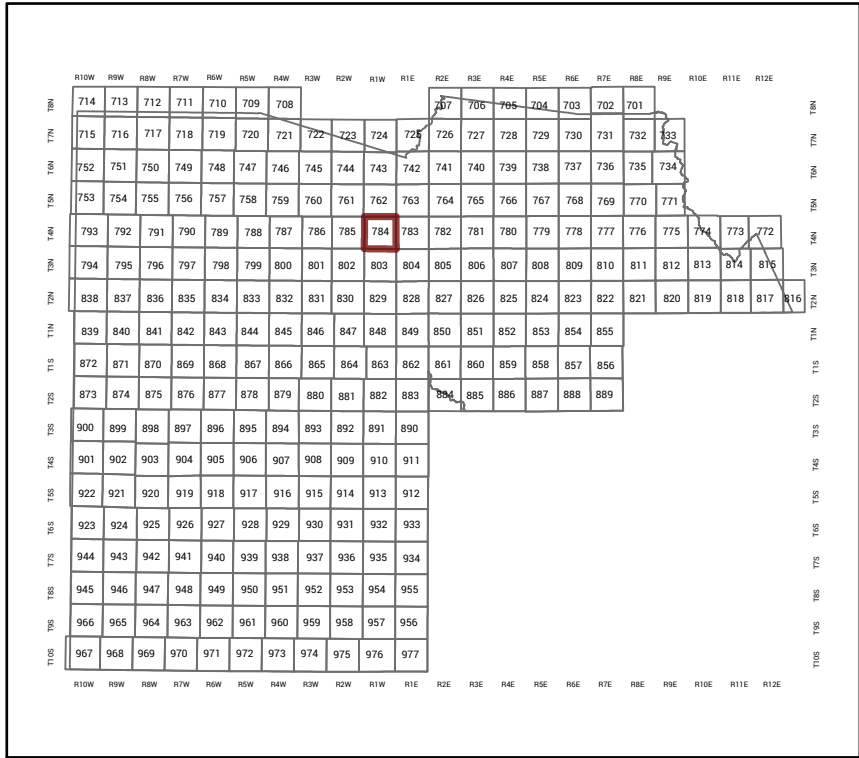 R10W R9W R8W R7W R6W R5W R4W R3W R2W R1W R1E R2E R3E R4E R5E R6E R7E R8E R9E R10E R11E R12E
T8N 714 713 712 711 710 709 708 707 706 705 704 703 702 701 T8N
T7N 715 716 717 718 719 720 721 722 723 724 725 726 727 728 729 730 731 732 733 T7N
T6N 752 751 750 749 748 747 746 745 744 743 742 741 740 739 738 737 736 735 734 T6N
T5N 753 754 755 756 757 758 759 760 761 762 763 764 765 766 767 768 769 770 771 T5N
T4N 793 792 791 790 789 788 787 786 785 784 783 782 781 780 779 778 777 776 775 774 773 772 T4N
T3N 794 795 796 797 798 799 800 801 802 803 804 805 806 807 808 809 810 811 812 813 814 815 T3N
T2N 838 837 836 835 834 833 832 831 830 829 828 827 826 825 824 823 822 821 820 819 818 817 816 T2N
T1N 839 840 841 842 843 844 845 846 847 848 849 850 851 852 853 854 855 T1N
T1S 872 871 870 869 868 867 866 865 864 863 862 861 860 859 858 857 856 T1S
T2S 873 874 875 876 877 878 879 880 881 882 883 884 885 886 887 888 889 T2S
T3S 900 899 898 897 896 895 894 893 892 891 890 T3S
T4S 901 902 903 904 905 906 907 908 909 910 911 T4S
T5S 922 921 920 919 918 917 916 915 914 913 912 T5S
T6S 923 924 925 926 927 928 929 930 931 932 933 T6S
T7S 944 943 942 941 940 939 938 937 936 935 934 T7S
T8S 945 946 947 948 949 950 951 952 953 954 955 T8S
T9S 966 965 964 963 962 961 960 959 958 957 956 T9S
T10S 967 968 969 970 971 972 973 974 975 976 977 T10S
R10W R9W R8W R7W R6W R5W R4W R3W R2W R1W R1E R2E R3E R4E R5E R6E R7E R8E R9E R10E R11E R12E